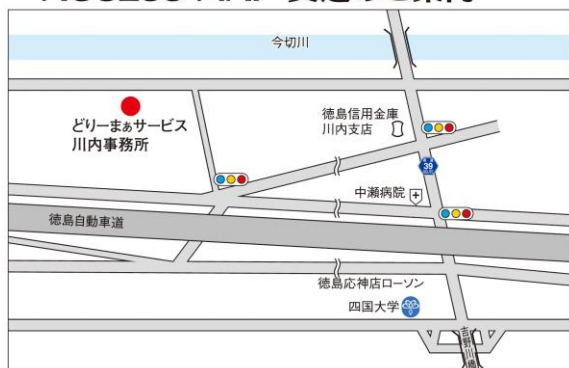 今切川
徳島信用金庫
川内支店
どりーまぁサービス
川内事務所
39
中瀬病院
徳島自動車道
徳島応神店ローソン
四国大学
吉野川橋